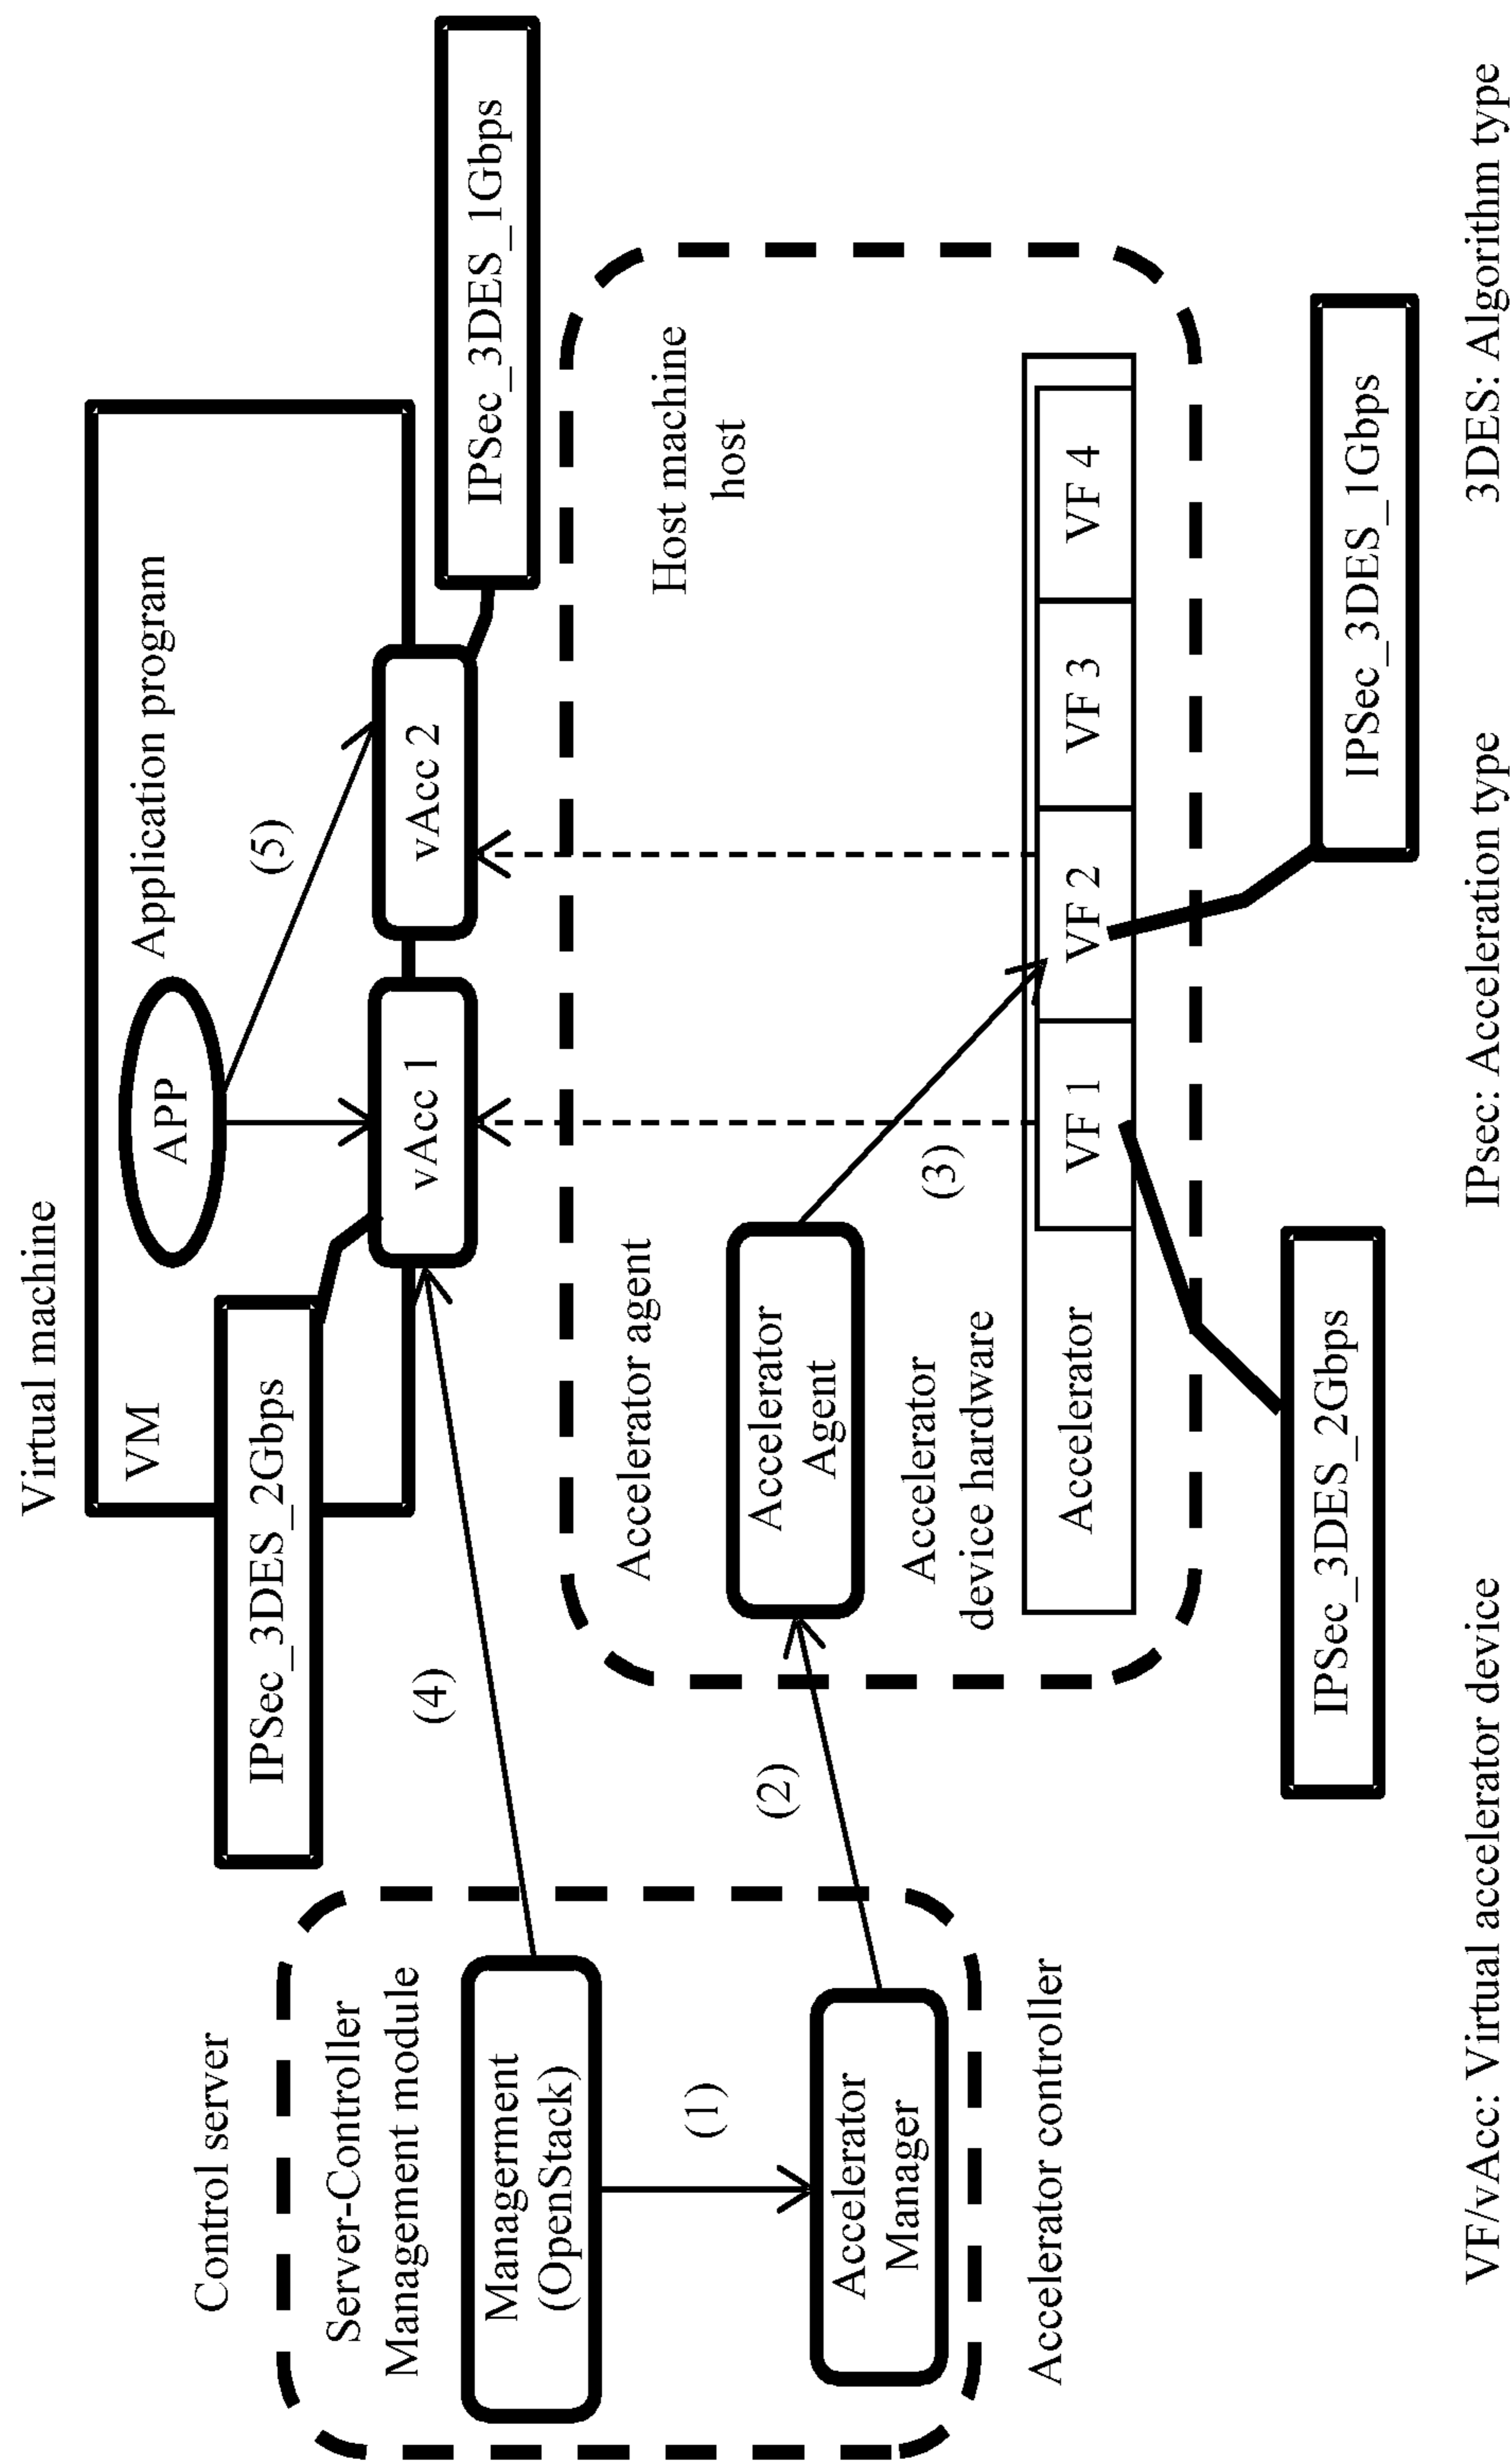 Virtual machine
VM
APP
Application program
(5)
IPSec_3DES_2Gbps
vAcc 1
vAcc 2
IPSec_3DES_1Gbps
Control server
Server-Controller
Management module
Managerment
(OpenStack)
(1)
Accelerator
Manager
Accelerator controller
(4)
(2)
Host machine
host
Accelerator agent
Accelerator
Agent
(3)
Accelerator
device hardware
Accelerator
VF 1
VF 2
VF 3
VF 4
IPSec_3DES_2Gbps
IPSec_3DES_1Gbps
VF/vAcc: Virtual accelerator device
IPsec: Acceleration type
3DES: Algorithm type